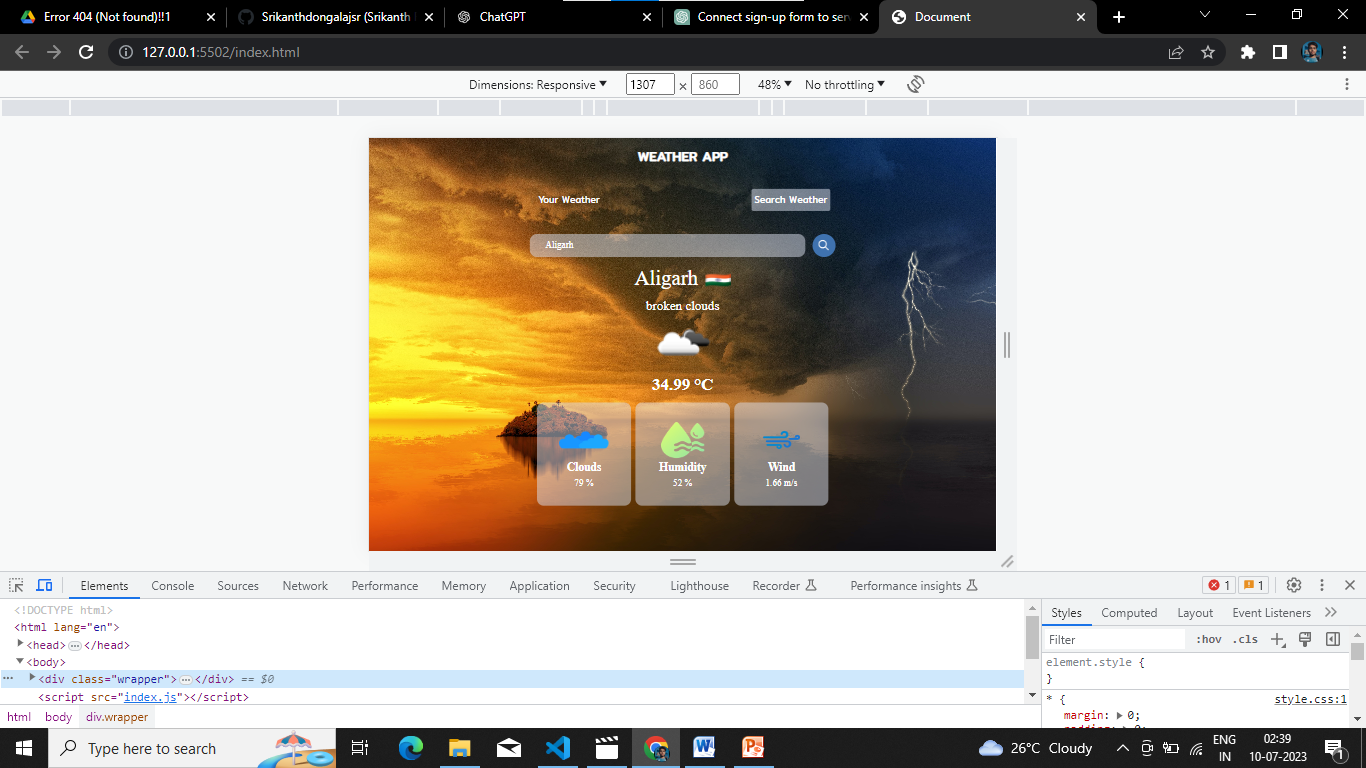 Error 404 (Not found)!!1
Srikanthdongalajsr (Srikanth
ChatGPT
Connect sign-up form to ser
Document
127.0.0.1:5502/index.html
Dimensions: Responsive
1307 × 860
48%
No throttling
WEATHER APP
Your Weather
Search Weather
Aligarh
Aligarh
broken clouds
34.99 °C
Clouds
79 %
Humidity
52 %
Wind
1.66 m/s
Elements Console Sources Network Performance Memory Application Security Lighthouse Recorder Performance insights
1 1
<!DOCTYPE html>
<html lang="en">
<head> … </head>
<body>
<div class="wrapper"> … </div> == $0
<script src="index.js"></script>
html body div.wrapper
Styles Computed Layout Event Listeners
Filter
:hov .cls
element.style {
}
* {
style.css:1
margin: 0;
padding: 0;
Type here to search
26°C Cloudy
ENG
IN
02:39
10-07-2023
1